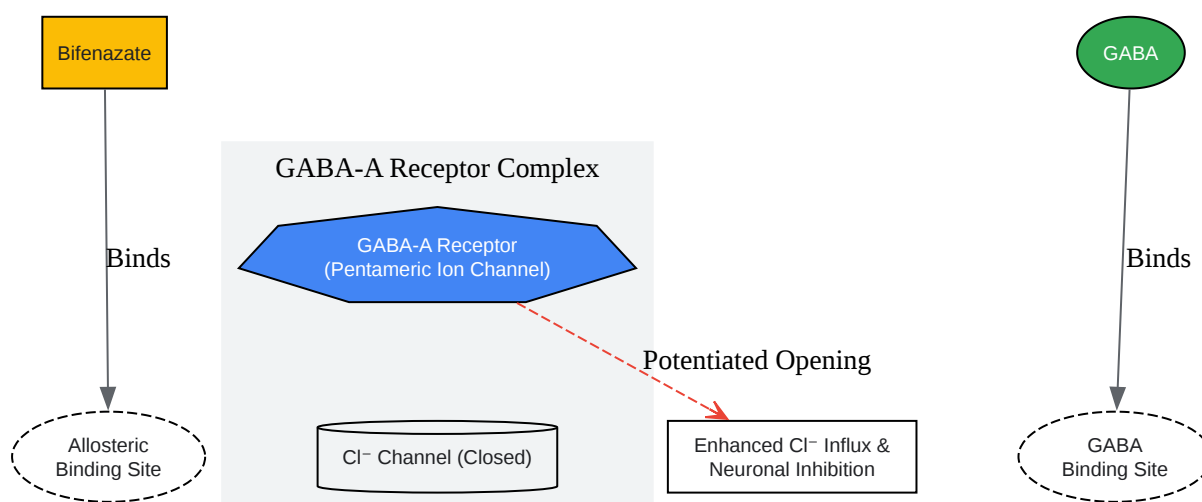 Bifenazate
GABA
GABA-A Receptor Complex
GABA-A Receptor
(Pentameric Ion Channel)
Binds
Binds
Potentiated Opening
Allosteric
Binding Site
Cl⁻ Channel (Closed)
Enhanced Cl⁻ Influx &
Neuronal Inhibition
GABA
Binding Site